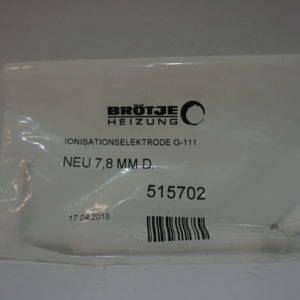 BRÖTJE
HEIZUNG
IONISATIONSELEKTRODE G-111
NEU 7,8 MM D.
515702
17.04.2018